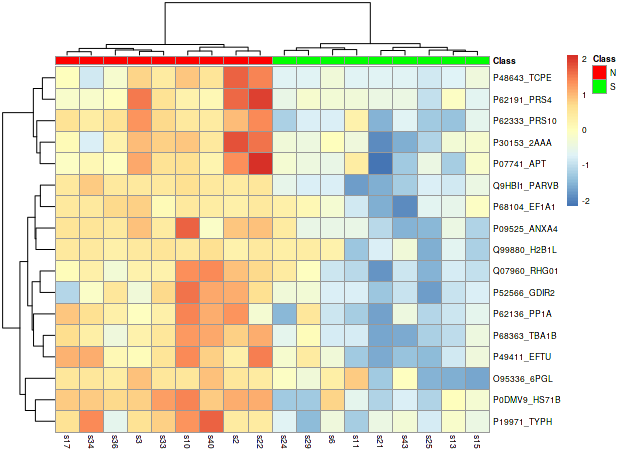 Class
2
1
0
-1
-2
Class
N
S
P48643_TCPE
P62191_PRS4
P62333_PRS10
P30153_2AAA
P07741_APT
Q9HBI1_PARVB
P68104_EF1A1
P09525_ANXA4
Q99880_H2B1L
Q07960_RHG01
P52566_GDIR2
P62136_PP1A
P68363_TBA1B
P49411_EFTU
O95336_6PGL
P0DMV9_HS71B
P19971_TYPH
s17 s34 s36 s3 s33 s10 s40 s2 s22 s24 s29 s6 s11 s21 s43 s25 s13 s15